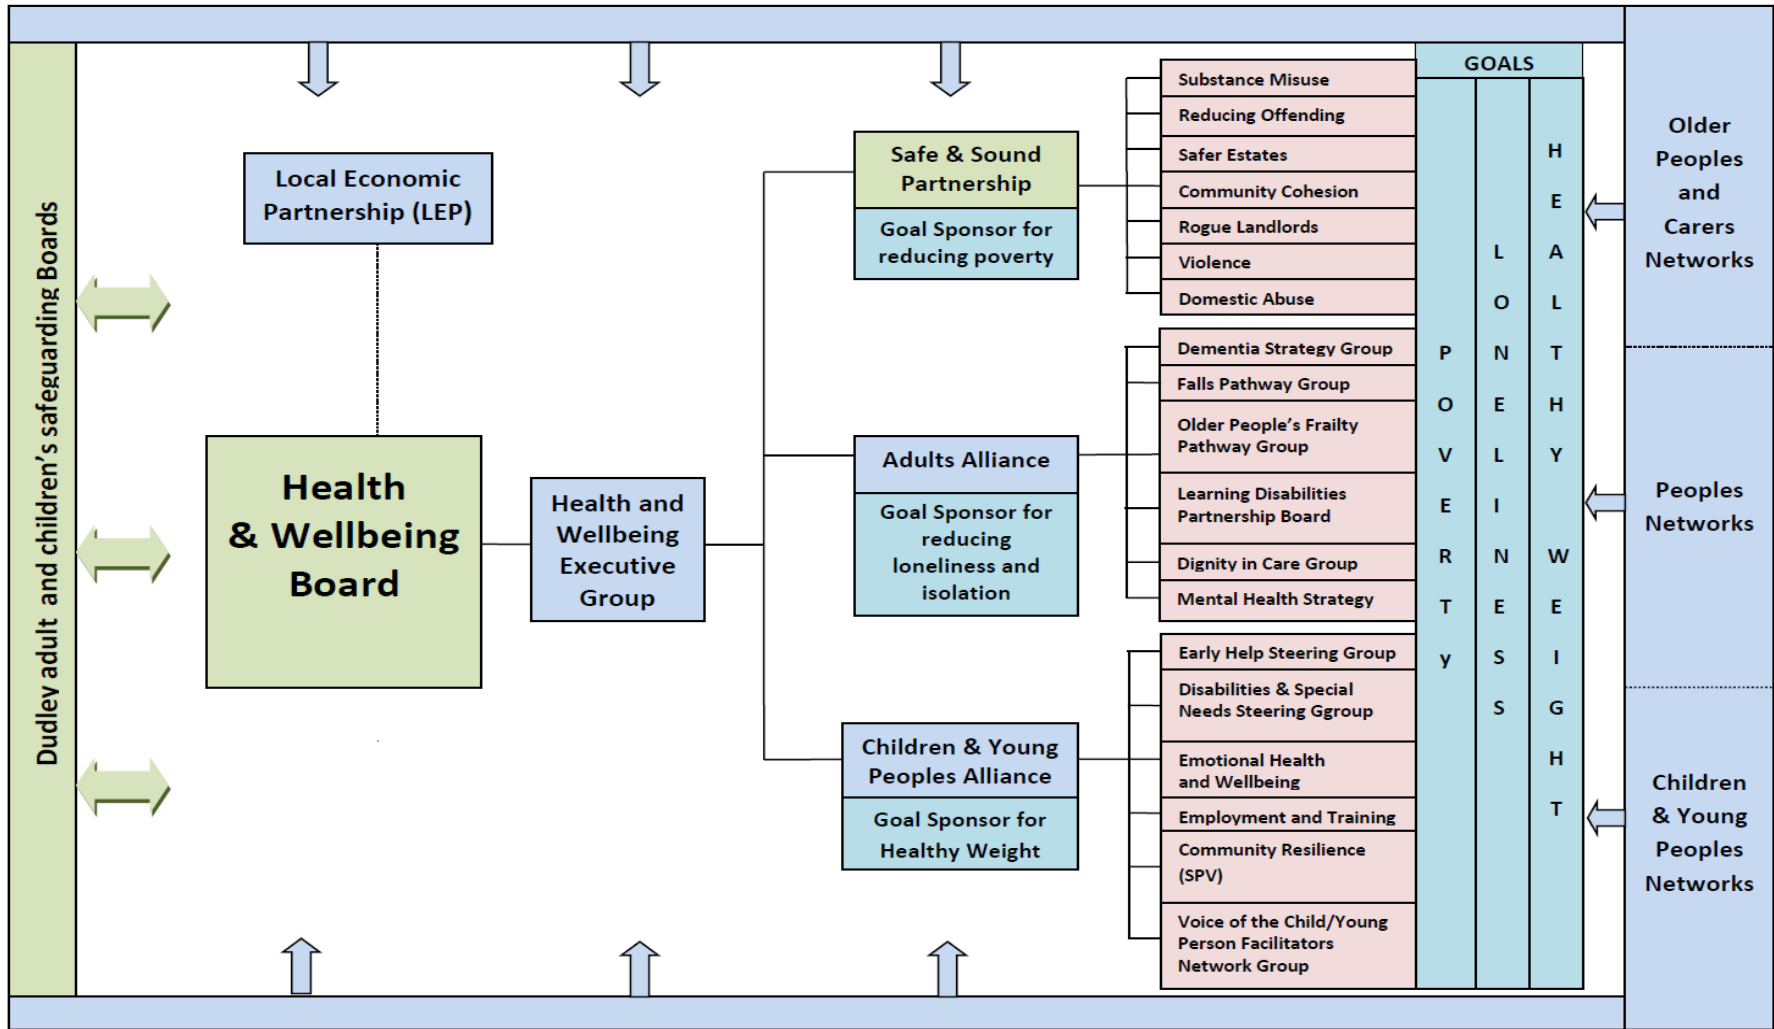 Dudley adult and children's safeguarding Boards
Local Economic
Partnership (LEP)
Health
& Wellbeing
Board
Health and
Wellbeing
Executive
Group
Safe & Sound
Partnership
Goal Sponsor for
reducing poverty
Adults Alliance
Goal Sponsor for
reducing
loneliness and
isolation
Children & Young
Peoples Alliance
Goal Sponsor for
Healthy Weight
Substance Misuse
Reducing Offending
Safer Estates
Community Cohesion
Rogue Landlords
Violence
Domestic Abuse
Dementia Strategy Group
Falls Pathway Group
Older People's Frailty
Pathway Group
Learning Disabilities
Partnership Board
Dignity in Care Group
Mental Health Strategy
Early Help Steering Group
Disabilities & Special
Needs Steering Ggroup
Emotional Health
and Wellbeing
Employment and Training
Community Resilience
(SPV)
Voice of the Child/Young
Person Facilitators
Network Group
GOALS
POVERTy
LONELINESS
HEALTHY WEIGHT
Older
Peoples
and
Carers
Networks
Peoples
Networks
Children
& Young
Peoples
Networks